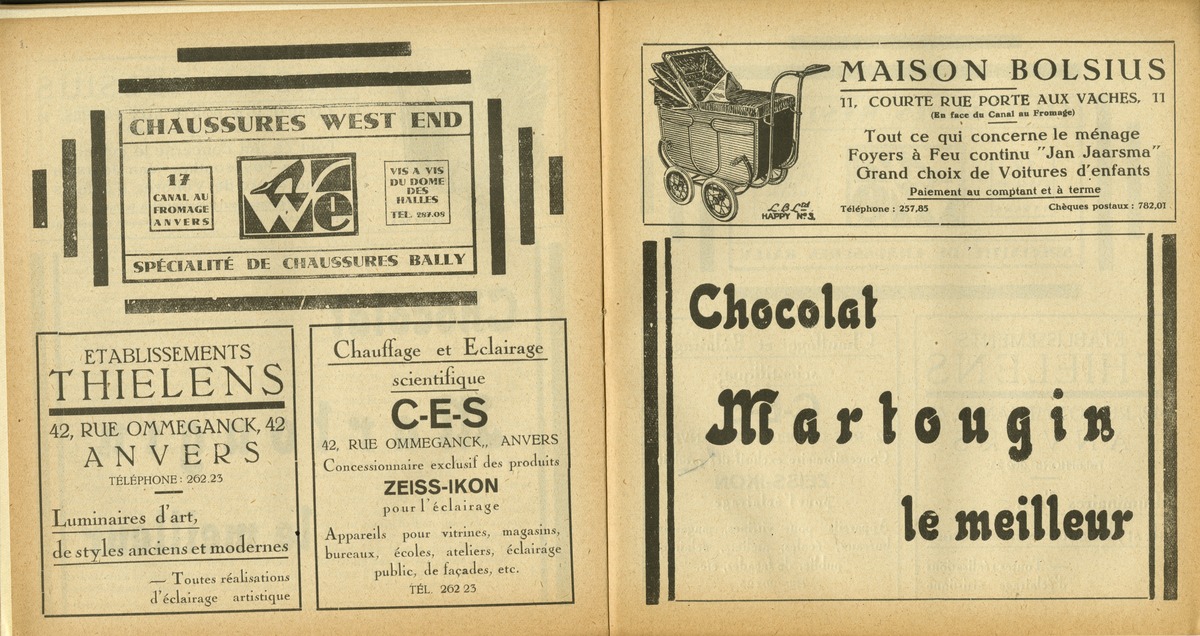 CHAUSSURES WEST END
17
CANAL AU
FROMAGE
ANVERS
We
VIS A VIS
DU DOME
DES
HALLES
TÉL. 287.08
SPÉCIALITÉ DE CHAUSSURES BALLY
ETABLISSEMENTS
THIELENS
42, RUE OMMEGANCK, 42
ANVERS
TÉLÉPHONE : 262.23
Luminaires d'art,
de styles anciens et modernes
— Toutes réalisations
d'éclairage artistique
Chauffage et Eclairage
scientifique
C-E-S
42, RUE OMMEGANCK,, ANVERS
Concessionnaire exclusif des produits
ZEISS-IKON
pour l'éclairage
Appareils pour vitrines, magasins,
bureaux, écoles, ateliers, éclairage
public, de façades, etc.
TÉL. 262 23
MAISON BOLSIUS
11, COURTE RUE PORTE AUX VACHES, 11
(En face du Canal au Fromage)
Tout ce qui concerne le ménage
Foyers à Feu continu "Jan Jaarsma"
Grand choix de Voitures d'enfants
Paiement au comptant et à terme
Téléphone : 257,85 Chèques postaux : 782,01
L B Ltd
HAPPY No 3.
Chocolat
Martougin
le meilleur